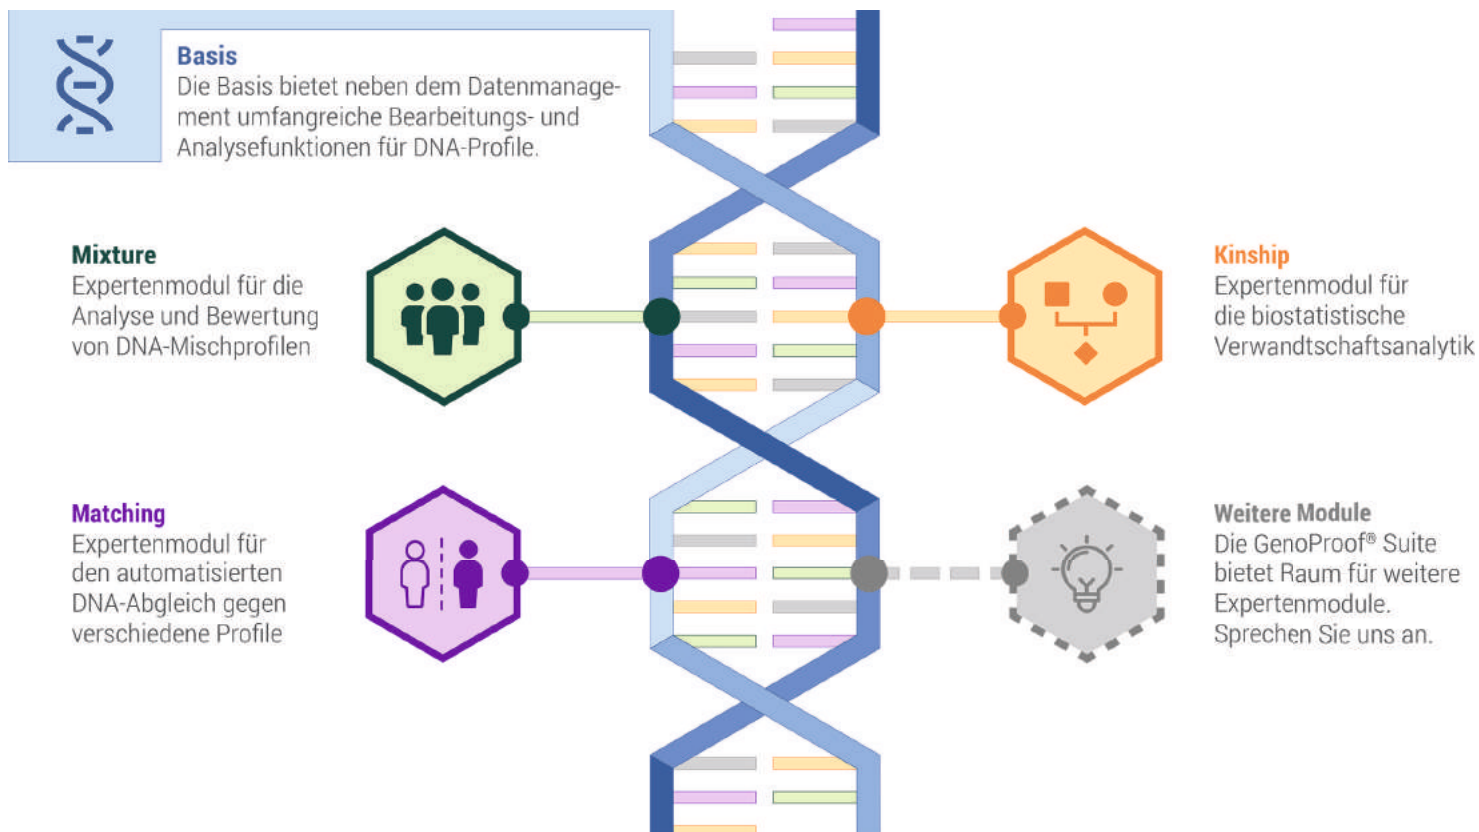 Basis
Die Basis bietet neben dem Datenmanage-
ment umfangreiche Bearbeitungs- und
Analysefunktionen für DNA-Profile.
Mixture
Expertenmodul für die
Analyse und Bewertung
von DNA-Mischprofilen
Kinship
Expertenmodul für
die biostatistische
Verwandtschaftsanalytik
Matching
Expertenmodul für
den automatisierten
DNA-Abgleich gegen
verschiedene Profile
Weitere Module
Die GenoProof® Suite
bietet Raum für weitere
Expertenmodule.
Sprechen Sie uns an.